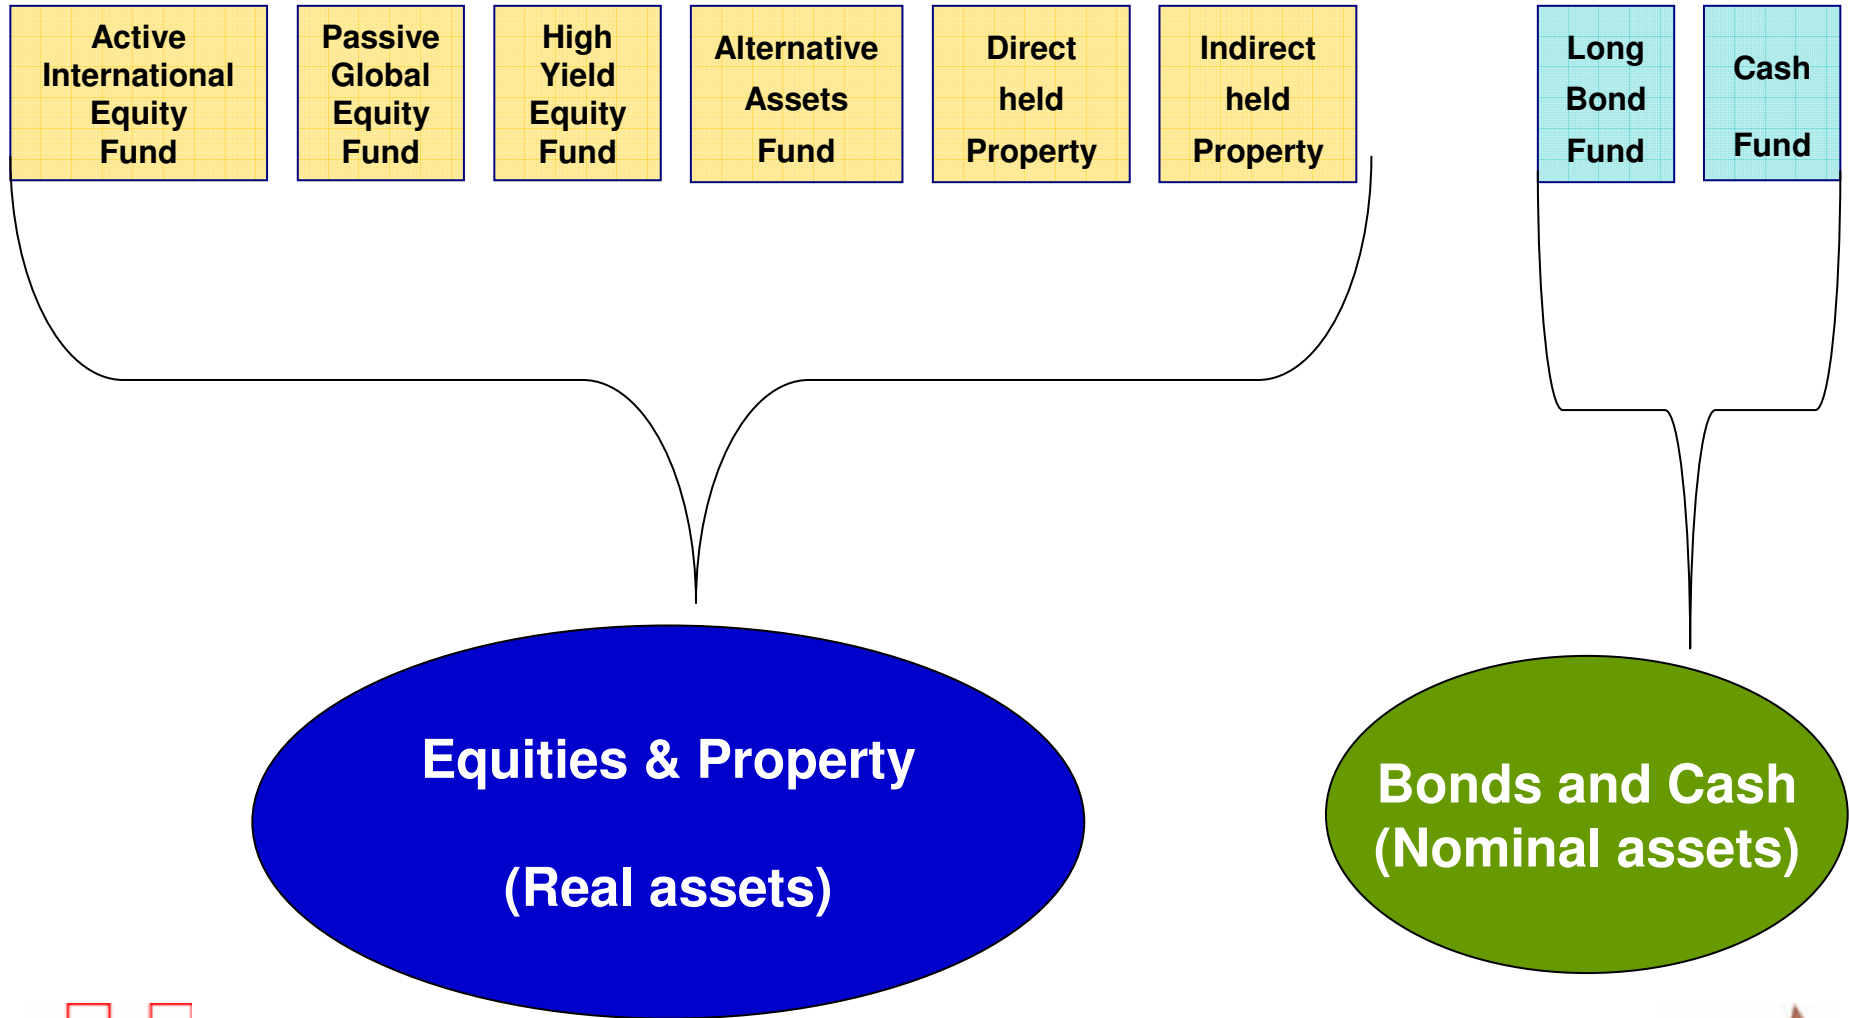 Active
International
Equity
Fund
Passive
Global
Equity
Fund
High
Yield
Equity
Fund
Alternative
Assets
Fund
Direct
held
Property
Indirect
held
Property
Long
Bond
Fund
Cash
Fund
Equities & Property
(Real assets)
Bonds and Cash
(Nominal assets)